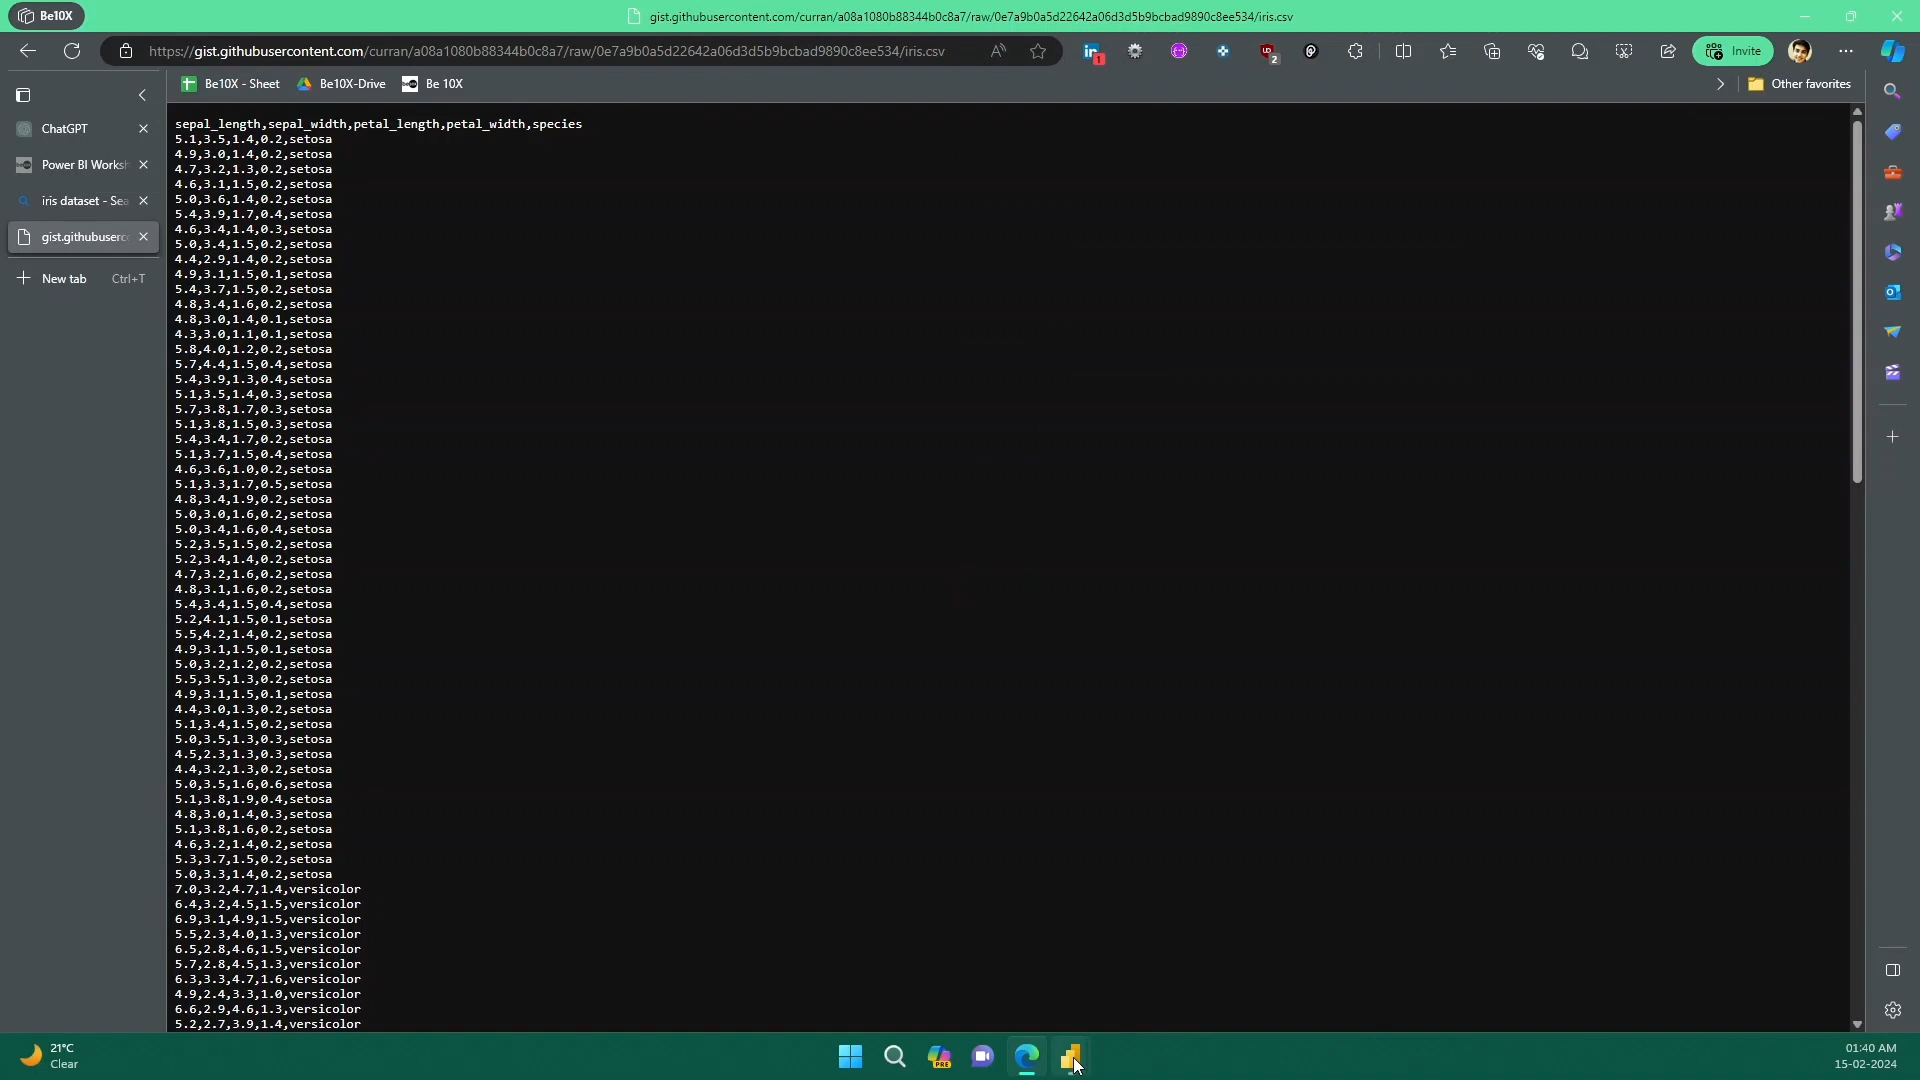 Be10X
gist.githubusercontent.com/curran/a08a1080b88344b0c8a7/raw/0e7a9b0a5d22642a06d3d5b9bcbad9890c8ee534/iris.csv
https://gist.githubusercontent.com/curran/a08a1080b88344b0c8a7/raw/0e7a9b0a5d22642a06d3d5b9bcbad9890c8ee534/iris.csv
1
2
Invite
Be10X - Sheet
Be10X-Drive
Be 10X
Other favorites
ChatGPT
Power BI Worksh
iris dataset - Sea
gist.githubuserco
New tab
Ctrl+T
sepal_length,sepal_width,petal_length,petal_width,species
5.1,3.5,1.4,0.2,setosa
4.9,3.0,1.4,0.2,setosa
4.7,3.2,1.3,0.2,setosa
4.6,3.1,1.5,0.2,setosa
5.0,3.6,1.4,0.2,setosa
5.4,3.9,1.7,0.4,setosa
4.6,3.4,1.4,0.3,setosa
5.0,3.4,1.5,0.2,setosa
4.4,2.9,1.4,0.2,setosa
4.9,3.1,1.5,0.1,setosa
5.4,3.7,1.5,0.2,setosa
4.8,3.4,1.6,0.2,setosa
4.8,3.0,1.4,0.1,setosa
4.3,3.0,1.1,0.1,setosa
5.8,4.0,1.2,0.2,setosa
5.7,4.4,1.5,0.4,setosa
5.4,3.9,1.3,0.4,setosa
5.1,3.5,1.4,0.3,setosa
5.7,3.8,1.7,0.3,setosa
5.1,3.8,1.5,0.3,setosa
5.4,3.4,1.7,0.2,setosa
5.1,3.7,1.5,0.4,setosa
4.6,3.6,1.0,0.2,setosa
5.1,3.3,1.7,0.5,setosa
4.8,3.4,1.9,0.2,setosa
5.0,3.0,1.6,0.2,setosa
5.0,3.4,1.6,0.4,setosa
5.2,3.5,1.5,0.2,setosa
5.2,3.4,1.4,0.2,setosa
4.7,3.2,1.6,0.2,setosa
4.8,3.1,1.6,0.2,setosa
5.4,3.4,1.5,0.4,setosa
5.2,4.1,1.5,0.1,setosa
5.5,4.2,1.4,0.2,setosa
4.9,3.1,1.5,0.1,setosa
5.0,3.2,1.2,0.2,setosa
5.5,3.5,1.3,0.2,setosa
4.9,3.1,1.5,0.1,setosa
4.4,3.0,1.3,0.2,setosa
5.1,3.4,1.5,0.2,setosa
5.0,3.5,1.3,0.3,setosa
4.5,2.3,1.3,0.3,setosa
4.4,3.2,1.3,0.2,setosa
5.0,3.5,1.6,0.6,setosa
5.1,3.8,1.9,0.4,setosa
4.8,3.0,1.4,0.3,setosa
5.1,3.8,1.6,0.2,setosa
4.6,3.2,1.4,0.2,setosa
5.3,3.7,1.5,0.2,setosa
5.0,3.3,1.4,0.2,setosa
7.0,3.2,4.7,1.4,versicolor
6.4,3.2,4.5,1.5,versicolor
6.9,3.1,4.9,1.5,versicolor
5.5,2.3,4.0,1.3,versicolor
6.5,2.8,4.6,1.5,versicolor
5.7,2.8,4.5,1.3,versicolor
6.3,3.3,4.7,1.6,versicolor
4.9,2.4,3.3,1.0,versicolor
6.6,2.9,4.6,1.3,versicolor
5.2,2.7,3.9,1.4,versicolor
21°C
Clear
PRE
01:40 AM
15-02-2024